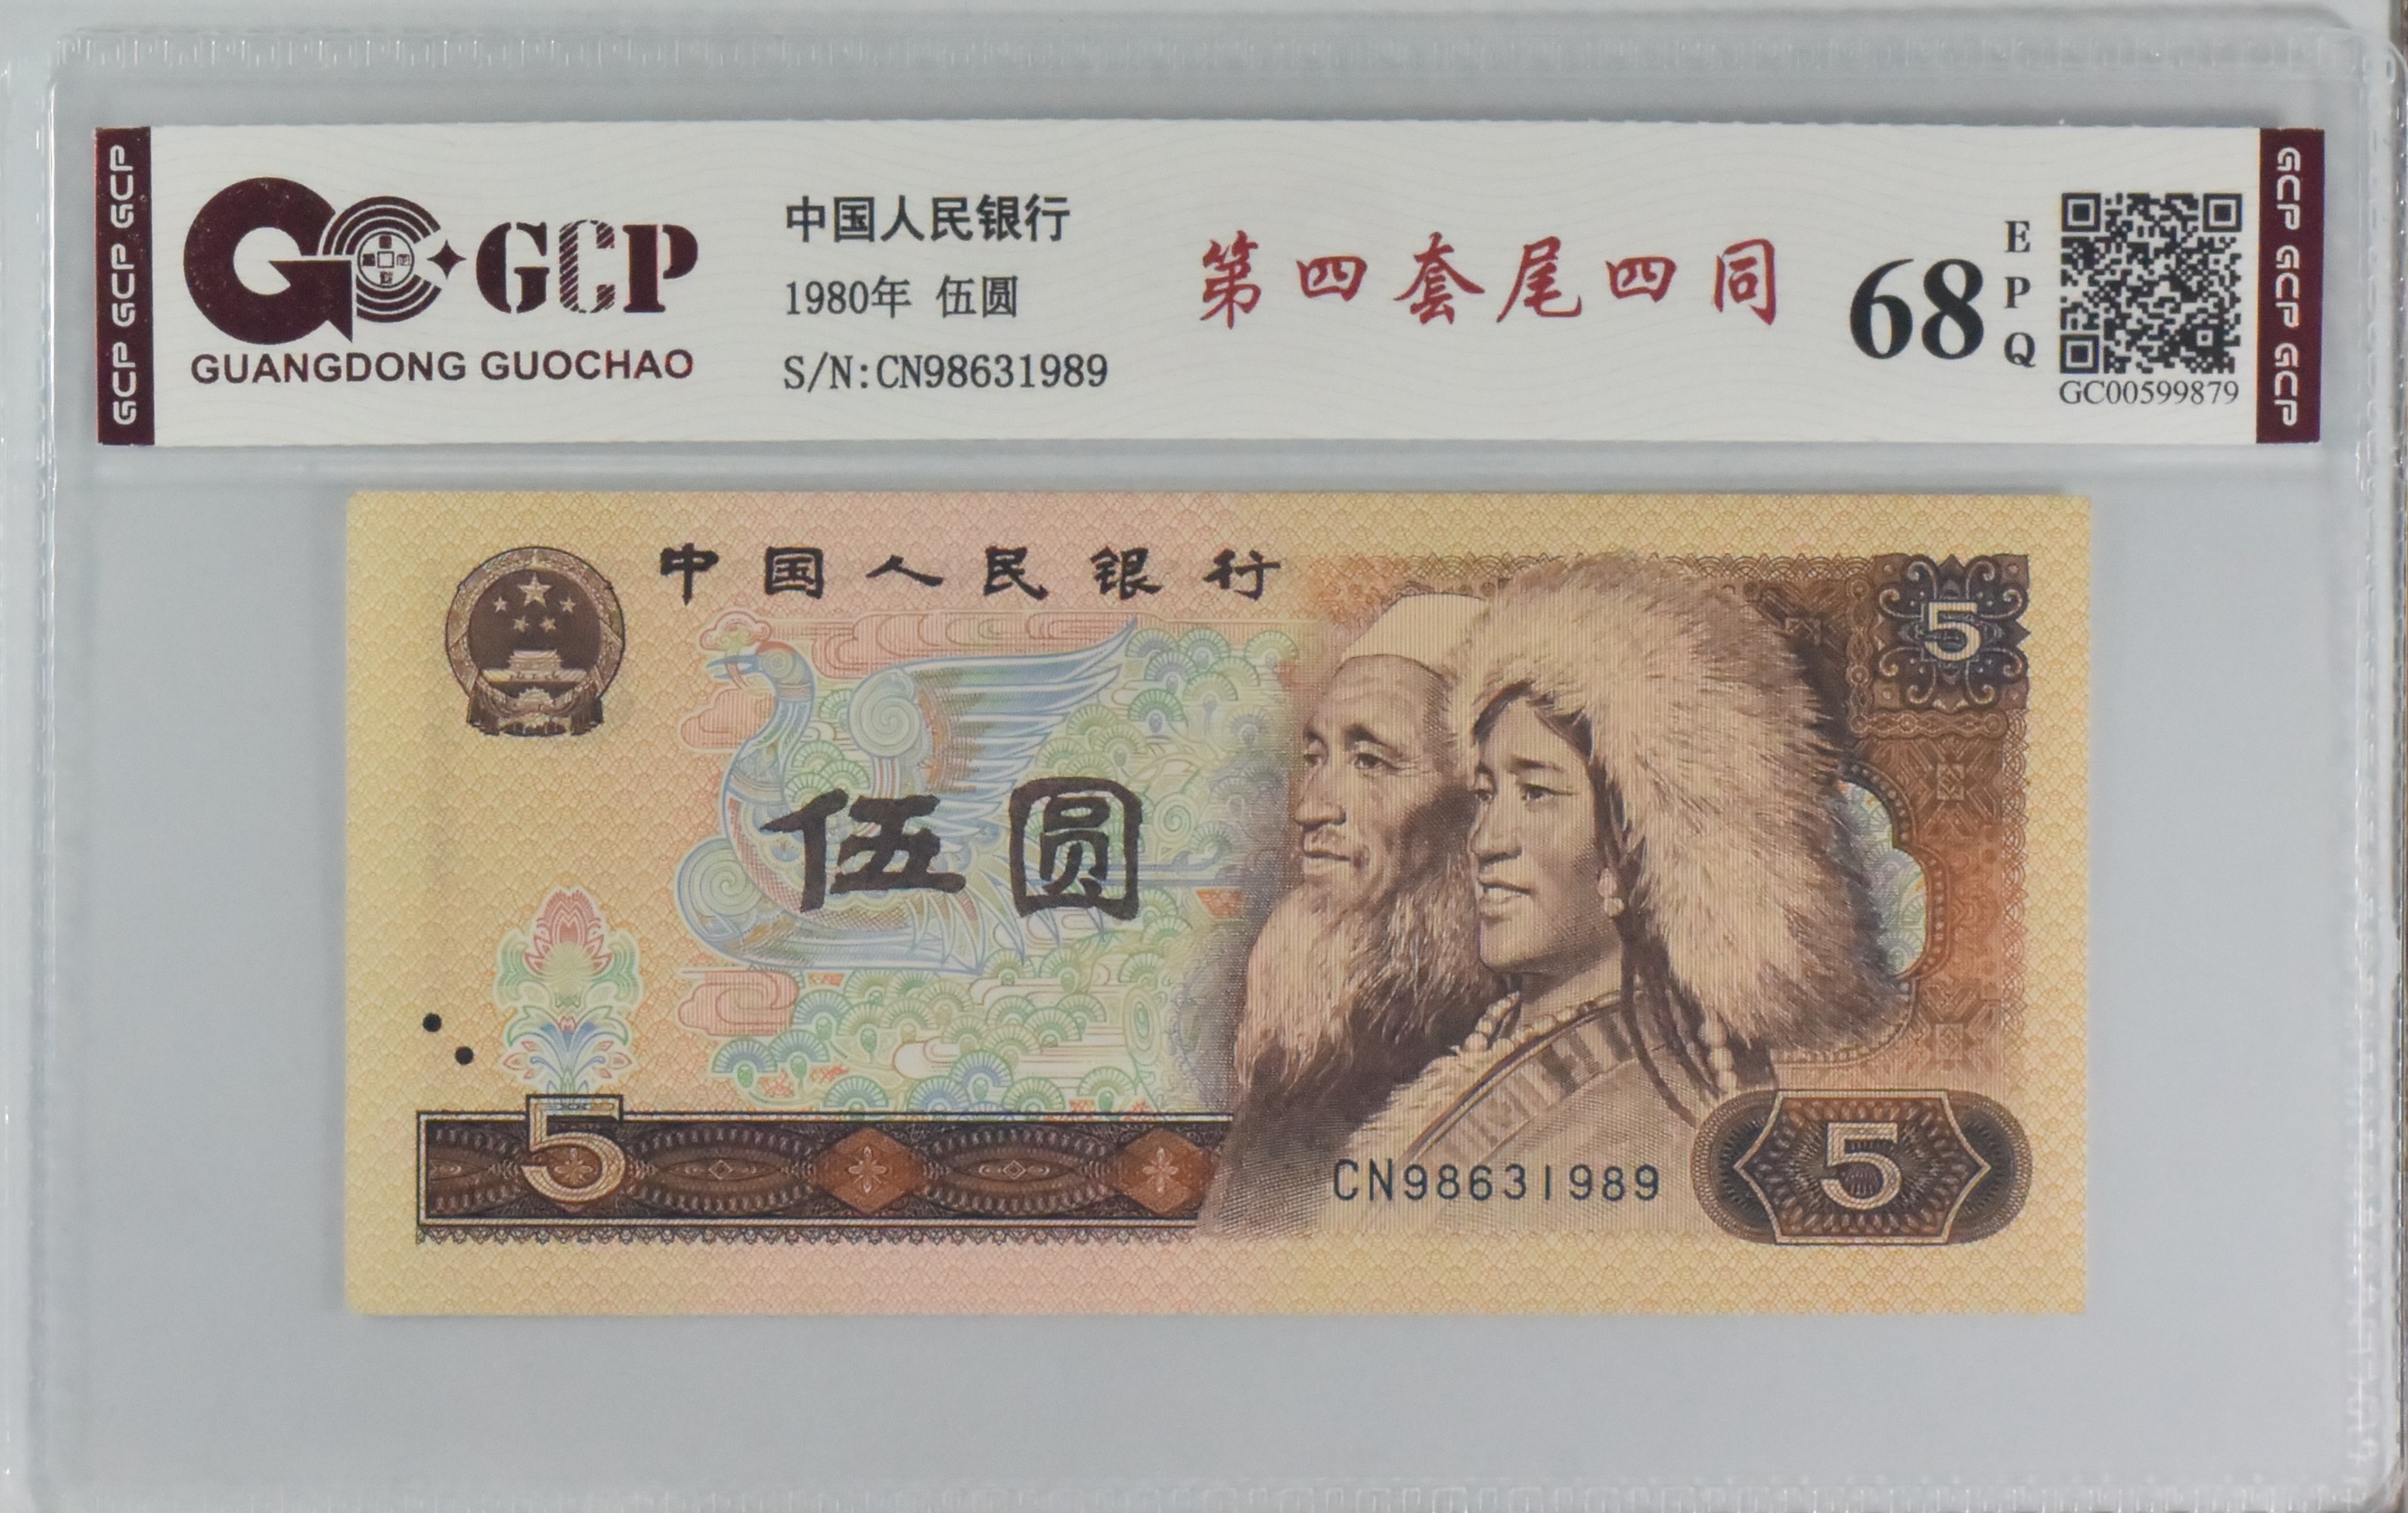 GCP GCP GCP
GCP
GUANGDONG GUOCHAO
中国人民银行
1980年 伍圆
S/N:CN98631989
第四套尾四同
68
EPQ
GC00599879
GCP GCP GCP
中国人民银行
5
伍圆
5
CN98631989
5